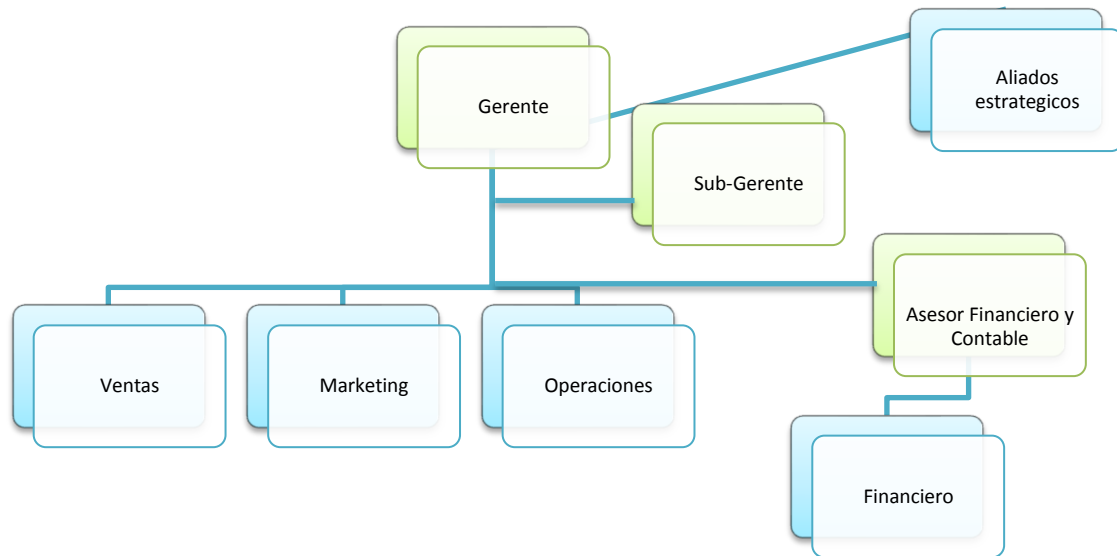 Gerente
Aliados
estrategicos
Sub-Gerente
Asesor Financiero y
Contable
Ventas
Marketing
Operaciones
Financiero